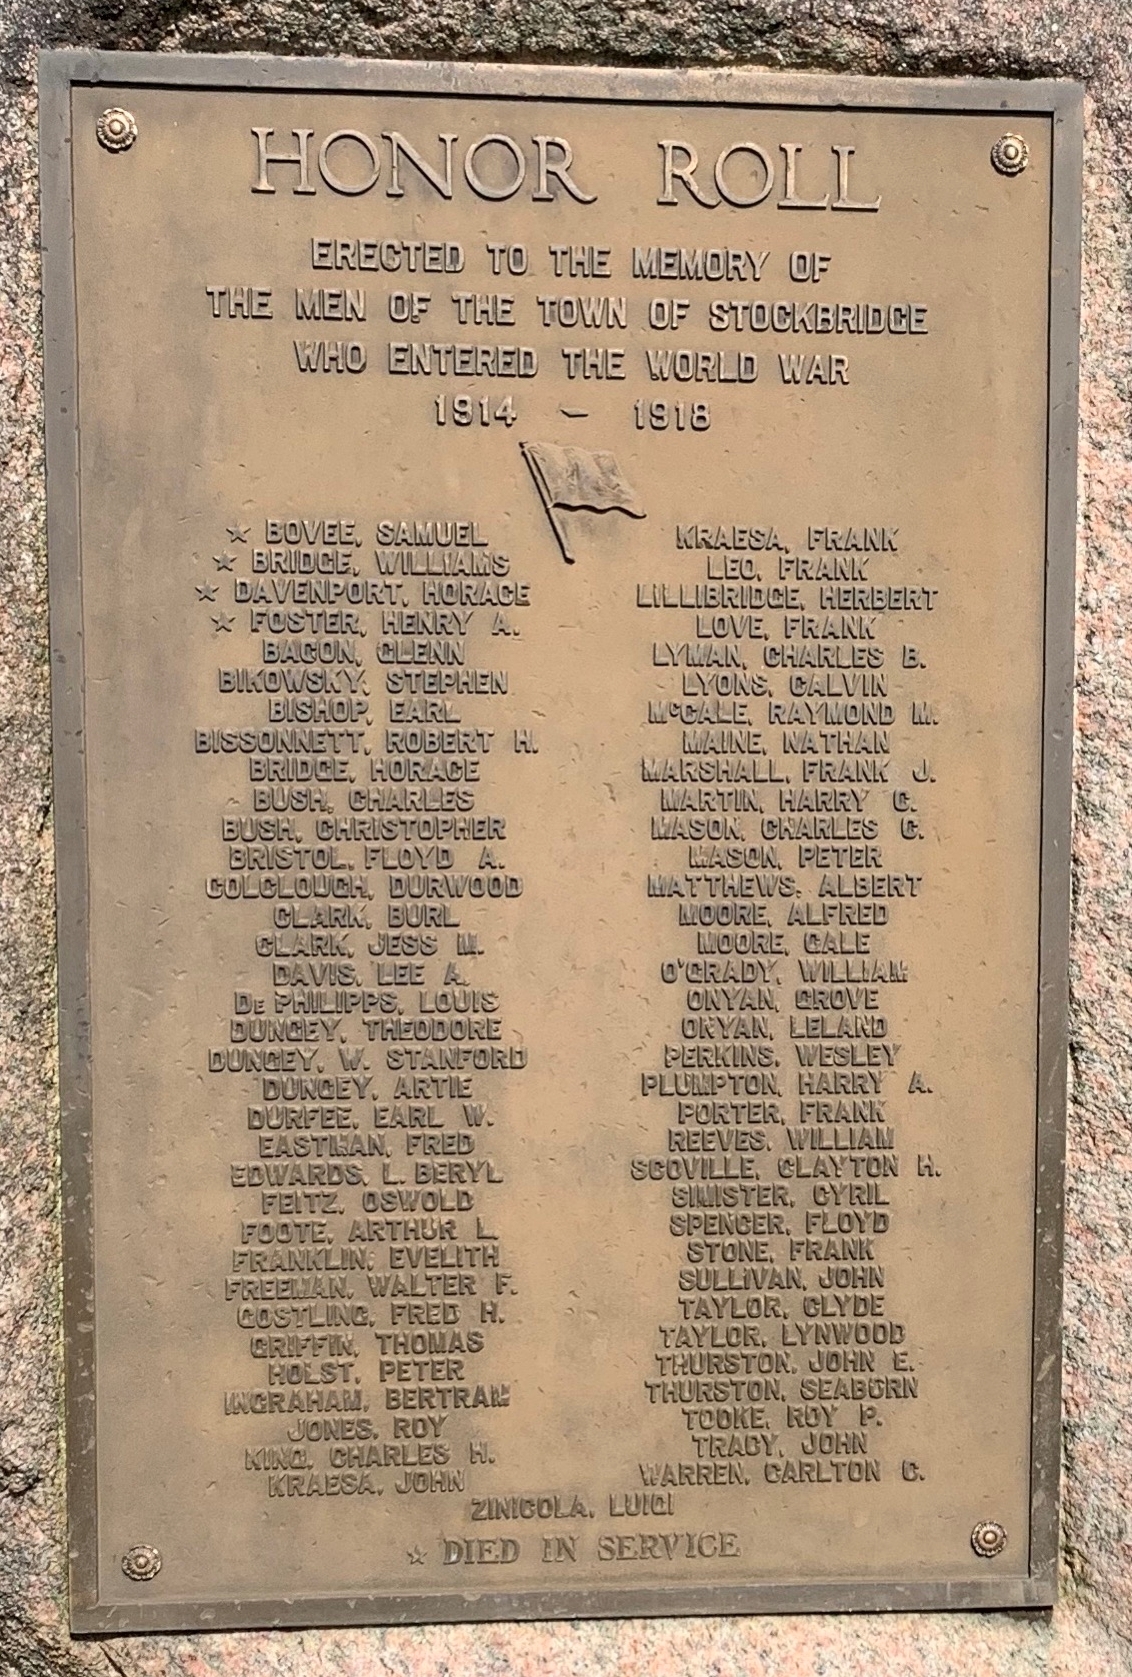 HONOR ROLL
ERECTED TO THE MEMORY OF
THE MEN OF THE TOWN OF STOCKBRIDGE
WHO ENTERED THE WORLD WAR
1914 – 1918
☆ BOVEE, SAMUEL
☆ BRIDGE, WILLIAMS
☆ DAVENPORT, HORACE
☆ FOSTER, HENRY A.
BACON, GLENN
BIKOWSKY, STEPHEN
BISHOP, EARL
BISSONNETT, ROBERT H.
BRIDGE, HORACE
BUSH, CHARLES
BUSH, CHRISTOPHER
BRISTOL, FLOYD A.
COLCLOUGH, DURWOOD
CLARK, BURL
CLARK, JESS M.
DAVIS, LEE A.
DE PHILIPPS, LOUIS
DUNGEY, THEODORE
DUNGEY, W. STANFORD
DUNGEY, ARTIE
DURFEE, EARL W.
EASTMAN, FRED
EDWARDS, L. BERYL
FEITZ, OSWOLD
FOOTE, ARTHUR L.
FRANKLIN, EVELITH
FREEMAN, WALTER F.
GOSTLING, FRED H.
GRIFFIN, THOMAS
HOLST, PETER
INGRAHAM, BERTRAM
JONES, ROY
KING, CHARLES H.
KRAESA, JOHN
KRAESA, FRANK
LEO, FRANK
LILLIBRIDGE, HERBERT
LOVE, FRANK
LYMAN, CHARLES B.
LYONS, CALVIN
McCALE, RAYMOND M.
MAINE, NATHAN
MARSHALL, FRANK J.
MARTIN, HARRY C.
MASON, CHARLES C.
MASON, PETER
MATTHEWS, ALBERT
MOORE, ALFRED
MOORE, GALE
O'GRADY, WILLIAM
ONYAN, GROVE
ONYAN, LELAND
PERKINS, WESLEY
PLUMPTON, HARRY A.
PORTER, FRANK
REEVES, WILLIAM
SCOVILLE, CLAYTON H.
SIMISTER, CYRIL
SPENCER, FLOYD
STONE, FRANK
SULLIVAN, JOHN
TAYLOR, CLYDE
TAYLOR, LYNWOOD
THURSTON, JOHN E.
THURSTON, SEABORN
TOOKE, ROY P.
TRACY, JOHN
WARREN, CARLTON C.
ZINICOLA, LUIGI
☆ DIED IN SERVICE